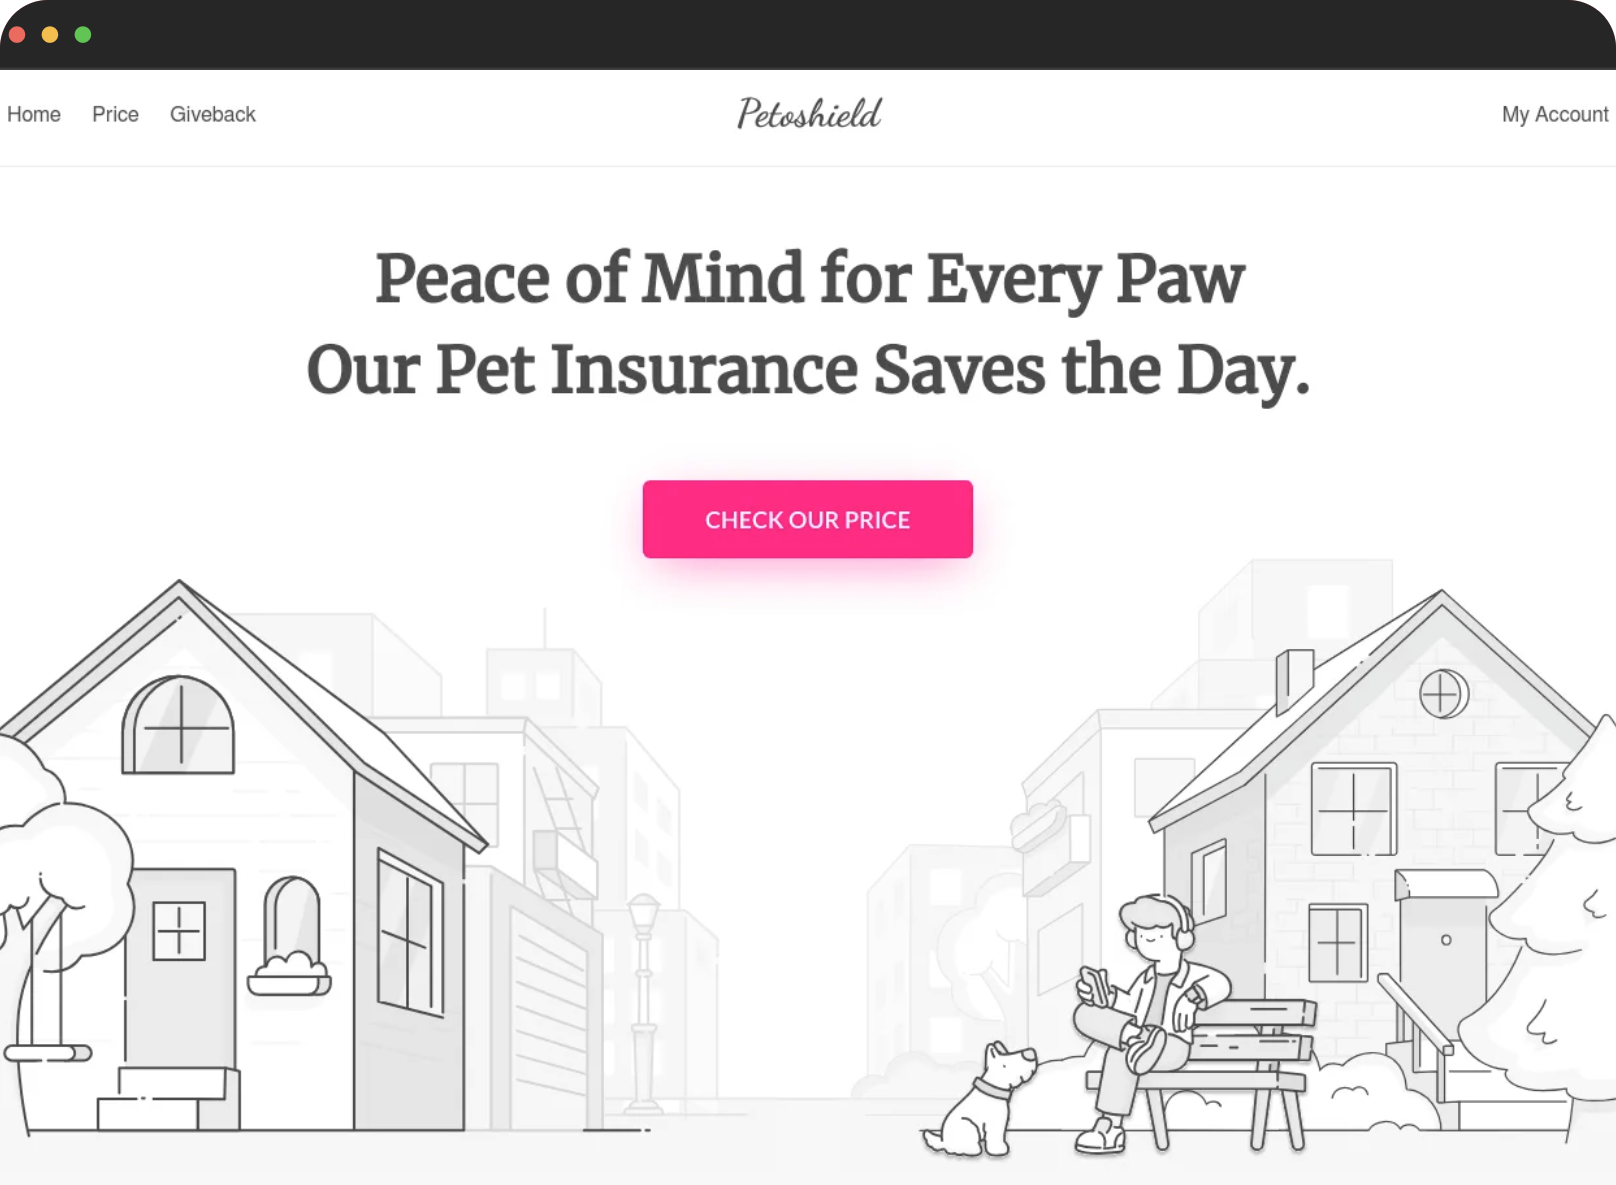 Home Price Giveback Petoshield My Account
Peace of Mind for Every Paw
Our Pet Insurance Saves the Day.
CHECK OUR PRICE